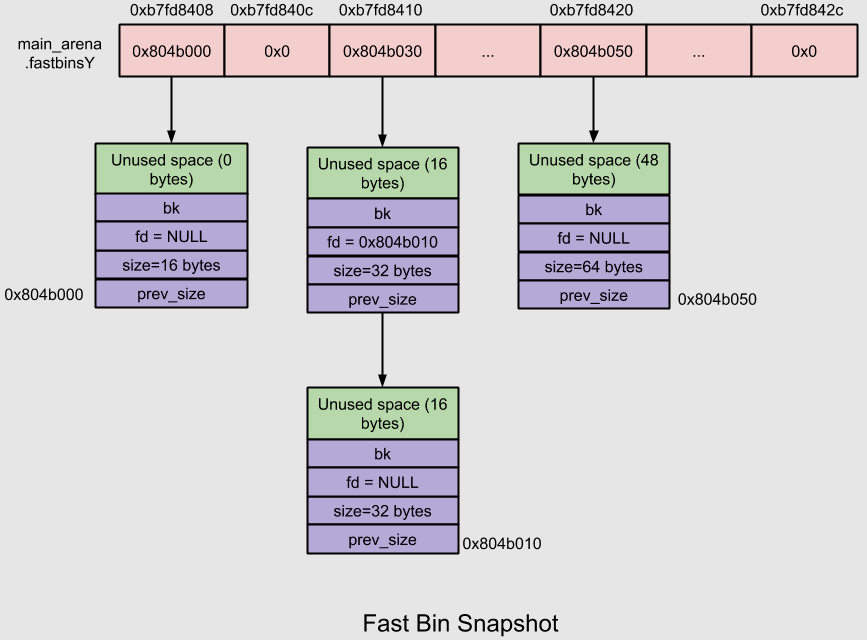 0xb7fd8408 0xb7fd840c 0xb7fd8410 0xb7fd8420 0xb7fd842c
main_arena
.fastbinsY
0x804b000 0x0 0x804b030 ... 0x804b050 ... 0x0
Unused space (0
bytes)
bk
fd = NULL
size=16 bytes
prev_size
0x804b000
Unused space (16
bytes)
bk
fd = 0x804b010
size=32 bytes
prev_size
Unused space (48
bytes)
bk
fd = NULL
size=64 bytes
prev_size
0x804b050
Unused space (16
bytes)
bk
fd = NULL
size=32 bytes
prev_size
0x804b010
Fast Bin Snapshot